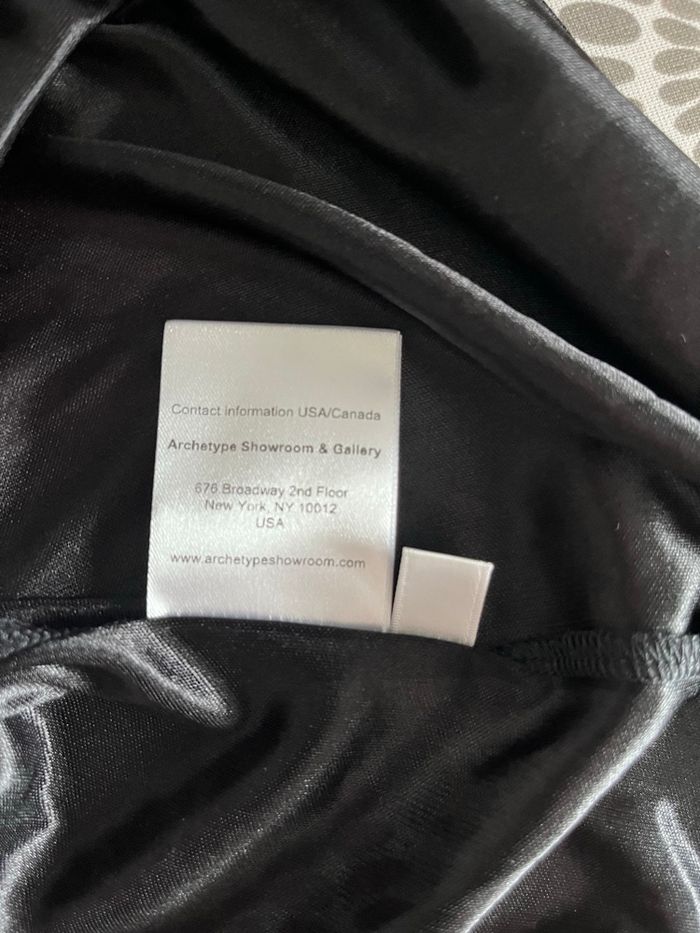 Contact information USA/Canada
Archetype Showroom & Gallery
676 Broadway 2nd Floor
New York, NY 10012
USA
www.archetypeshowroom.com